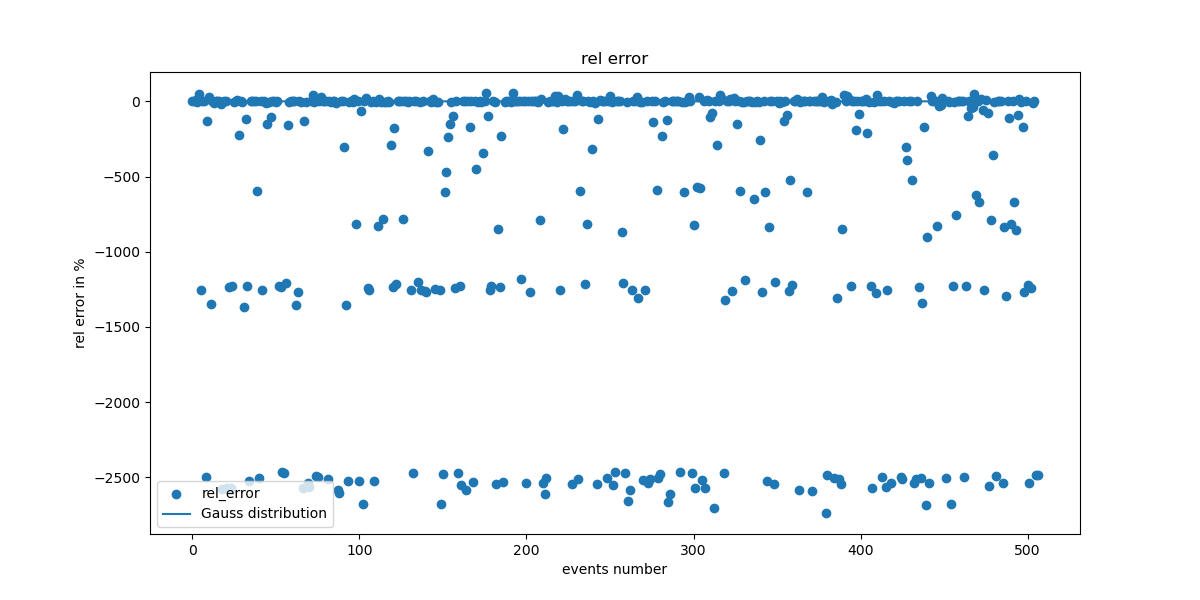 rel error
rel error in %
0
−500
−1000
−1500
−2000
−2500
rel_error
Gauss distribution
0 100 200 300 400 500
events number